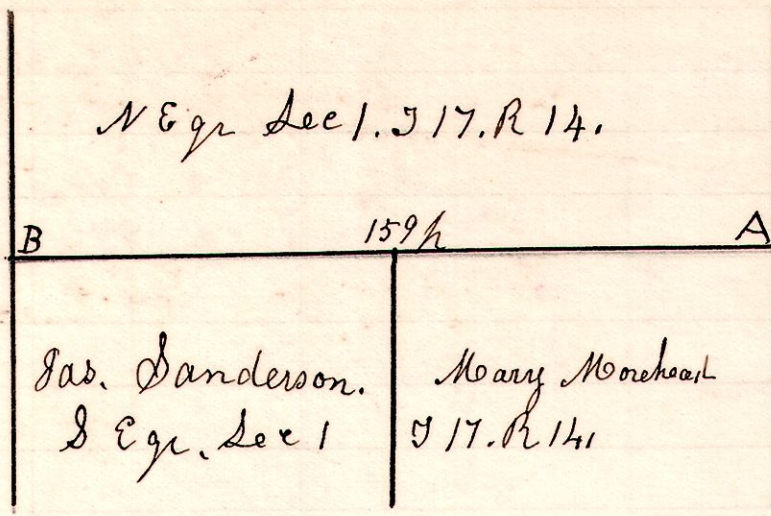 N E qr Sec 1. T 17. R 14.
B 159 p A
Jas. Sanderson. Mary Morehead
S E qr. Sec 1 T 17. R 14.